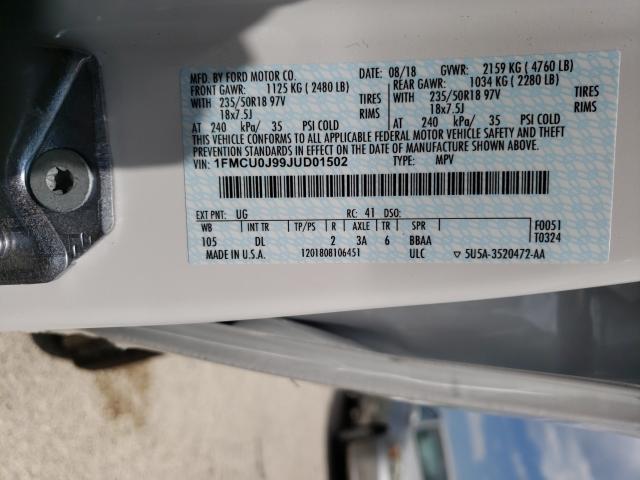 MFD. BY FORD MOTOR CO. DATE: 08/18 GVWR: 2159 KG ( 4760 LB)
FRONT GAWR: 1125 KG ( 2480 LB) REAR GAWR: 1034 KG ( 2280 LB)
WITH 235/50R18 97V TIRES WITH 235/50R18 97V TIRES
18x7.5J RIMS 18x7.5J RIMS
AT 240 kPa/ 35 PSI COLD AT 240 kPa/ 35 PSI COLD
THIS VEHICLE CONFORMS TO ALL APPLICABLE FEDERAL MOTOR VEHICLE SAFETY AND THEFT
PREVENTION STANDARDS IN EFFECT ON THE DATE OF MANUFACTURE SHOWN ABOVE.
VIN: 1FMCU0J99JUD01502 TYPE: MPV
EXT PNT: UG RC: 41 DSO: F0051
WB INT TR TP/PS R AXLE TR SPR T0324
105 DL 2 3A 6 BBAA
MADE IN U.S.A. 1201808106451 ULC ▽ 5U5A-3520472-AA